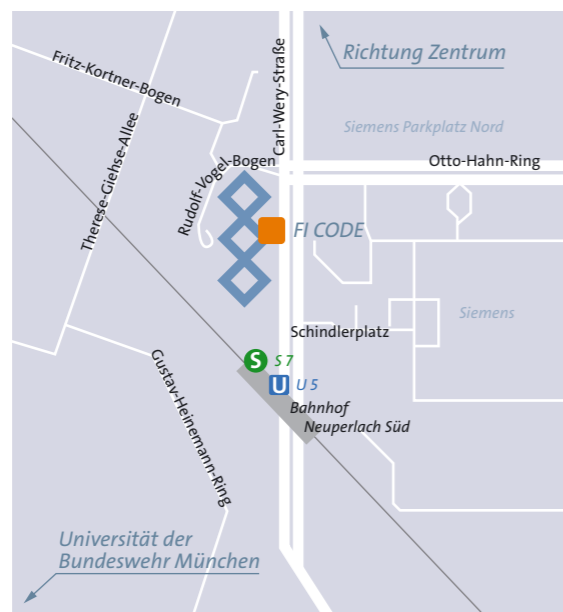 Richtung Zentrum
Fritz-Kortner-Bogen
Carl-Wery-Straße
Siemens Parkplatz Nord
Otto-Hahn-Ring
Therese-Giehse-Allee
Rudolf-Vogel-Bogen
FI CODE
Siemens
Schindlerplatz
S S 7
U U 5
Bahnhof
Neuperlach Süd
Gustav-Heinemann-Ring
Universität der
Bundeswehr München